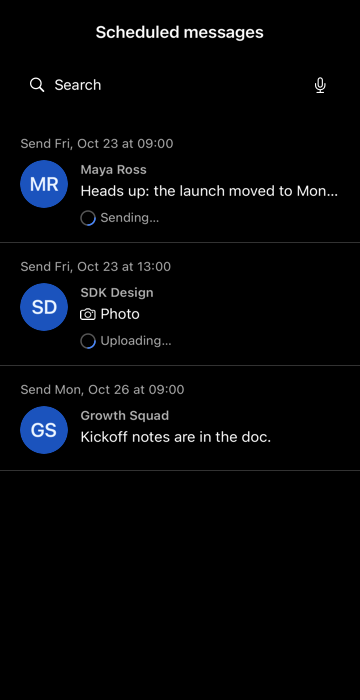 Scheduled messages
Search
Send Fri, Oct 23 at 09:00
MR
Maya Ross
Heads up: the launch moved to Mon...
Sending...
Send Fri, Oct 23 at 13:00
SD
SDK Design
Photo
Uploading...
Send Mon, Oct 26 at 09:00
GS
Growth Squad
Kickoff notes are in the doc.